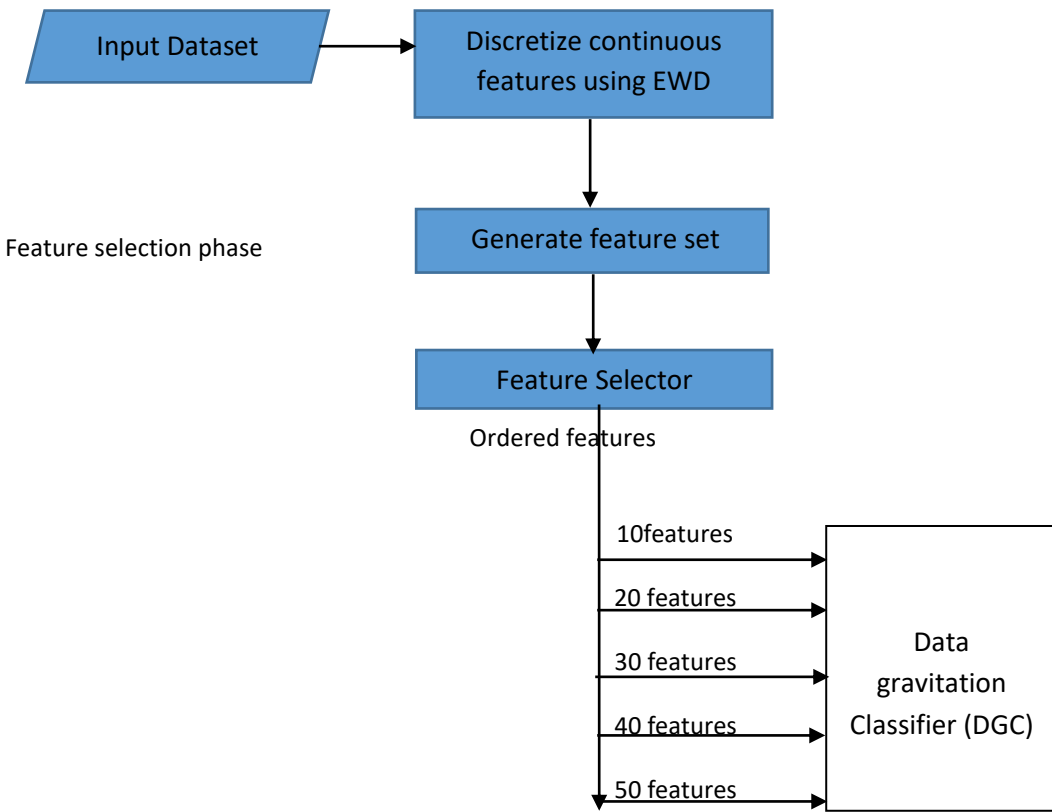 Input Dataset
Discretize continuous
features using EWD
Generate feature set
Feature selection phase
Feature Selector
Ordered features
10features
20 features
30 features
40 features
50 features
Data
gravitation
Classifier (DGC)